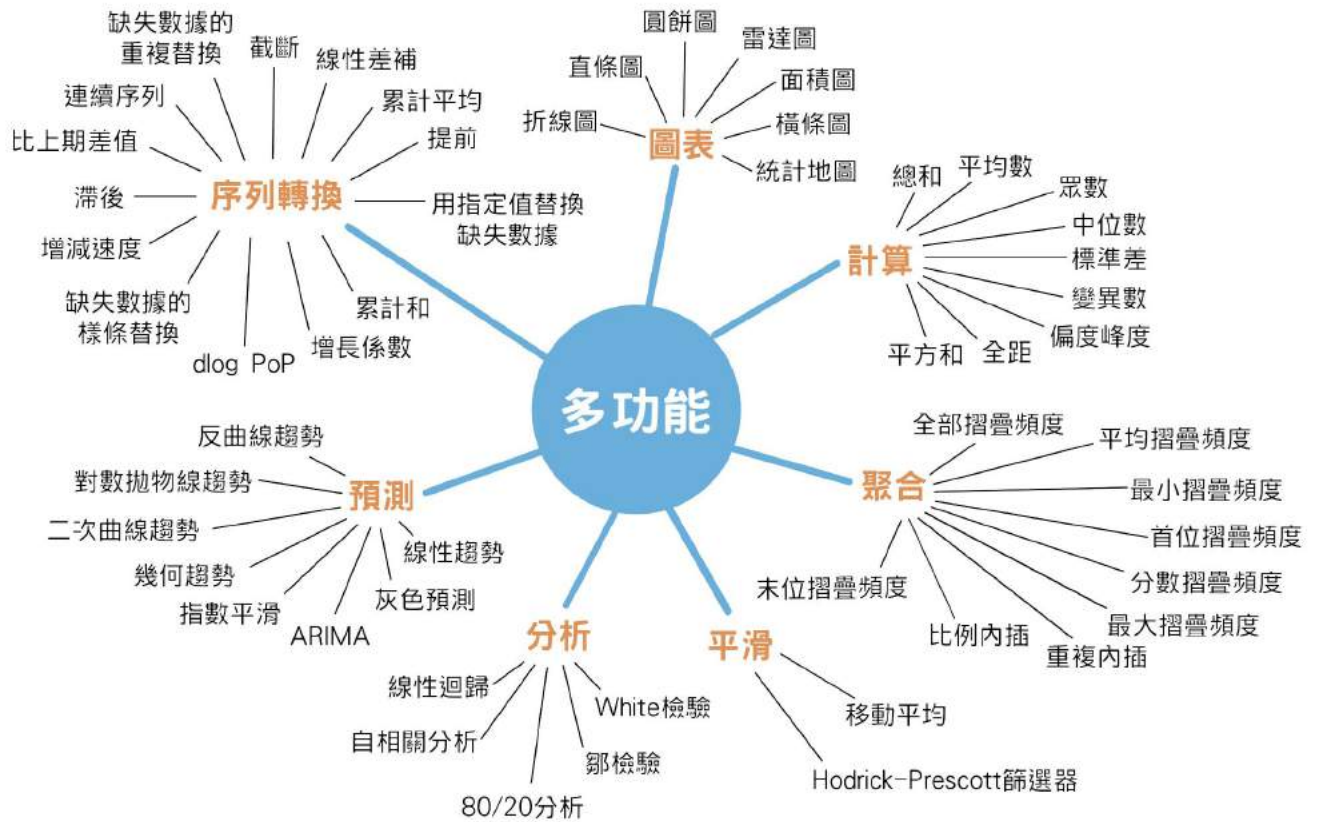 多功能
序列轉換
缺失數據的
重複替換
截斷
線性差補
累計平均
提前
用指定值替換
缺失數據
累計和
增長係數
dlog PoP
缺失數據的
樣條替換
增減速度
滯後
比上期差值
連續序列
圖表
折線圖
直條圖
圓餅圖
雷達圖
面積圖
橫條圖
統計地圖
計算
總和
平均數
眾數
中位數
標準差
變異數
偏度峰度
全距
平方和
聚合
全部摺疊頻度
平均摺疊頻度
最小摺疊頻度
首位摺疊頻度
分數摺疊頻度
最大摺疊頻度
重複內插
比例內插
末位摺疊頻度
平滑
移動平均
Hodrick-Prescott篩選器
分析
White檢驗
鄒檢驗
80/20分析
自相關分析
線性迴歸
預測
線性趨勢
灰色預測
ARIMA
指數平滑
幾何趨勢
二次曲線趨勢
對數拋物線趨勢
反曲線趨勢